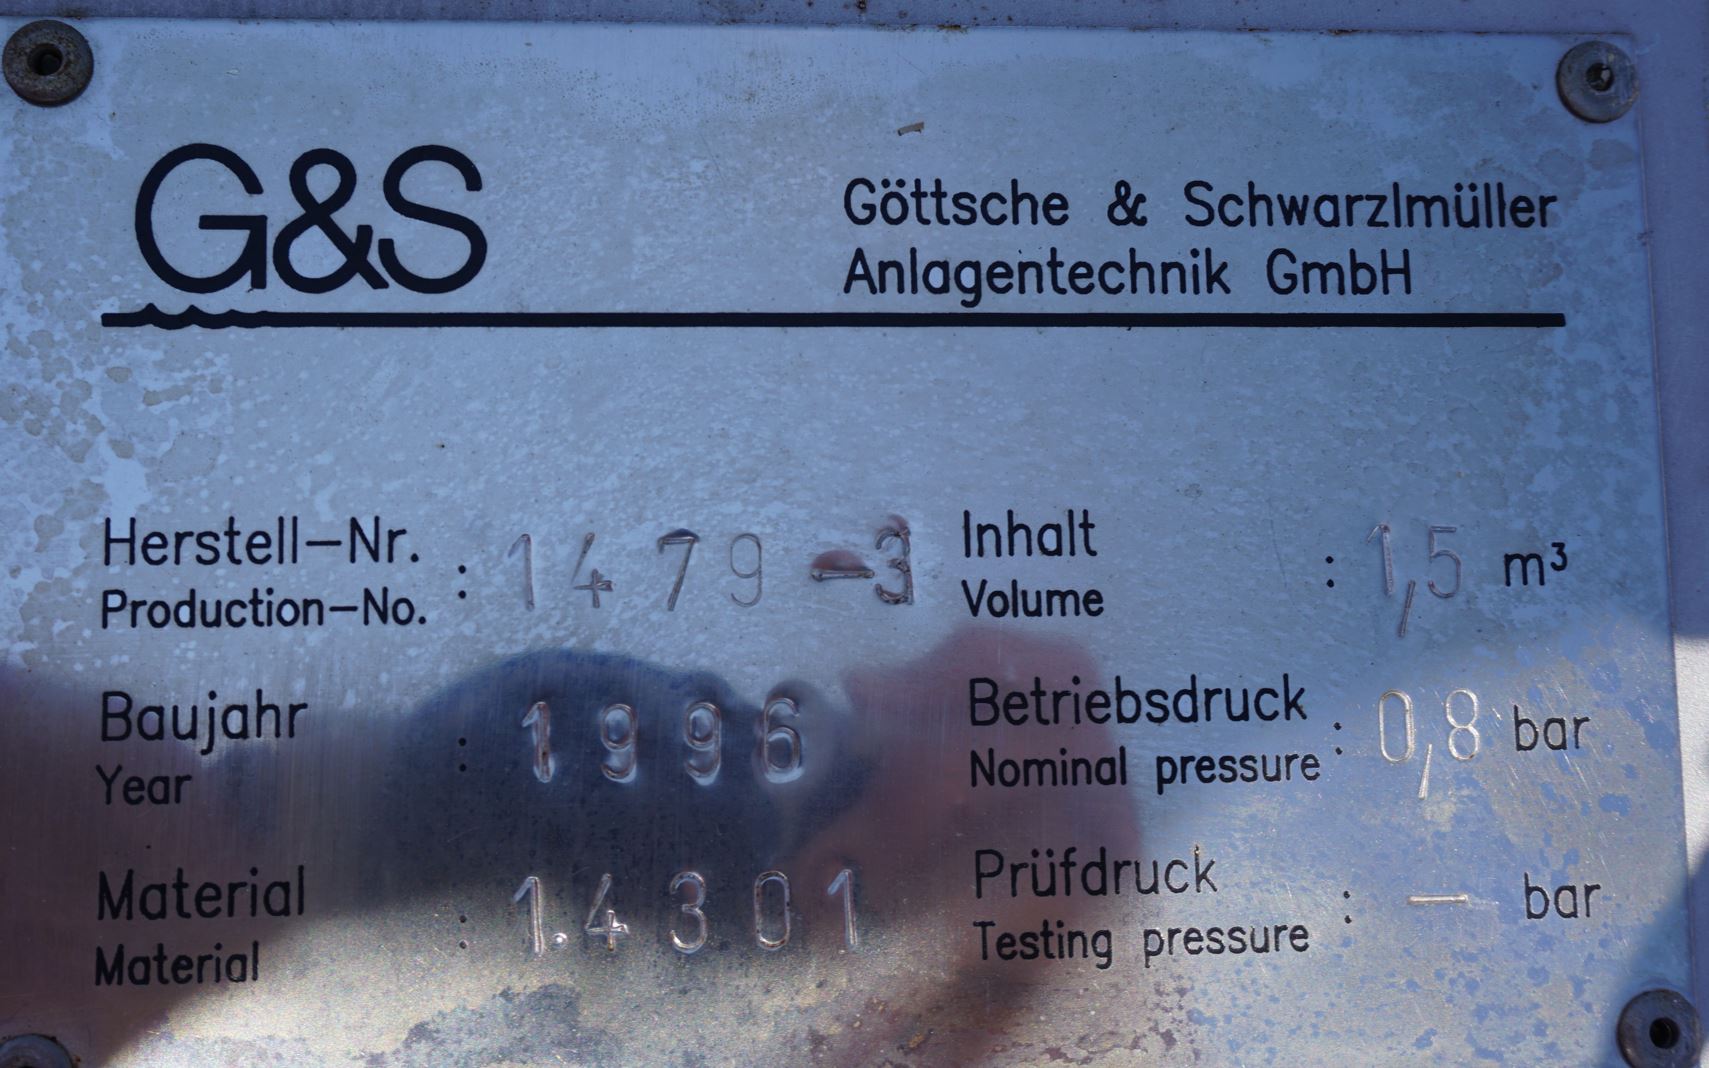 G&S
Göttsche & Schwarzlmüller
Anlagentechnik GmbH
Herstell-Nr.
Production-No. : 1479-3
Inhalt
Volume : 1,5 m³
Baujahr
Year : 1996
Betriebsdruck
Nominal pressure : 0,8 bar
Material
Material : 1.4301
Prüfdruck
Testing pressure : — bar